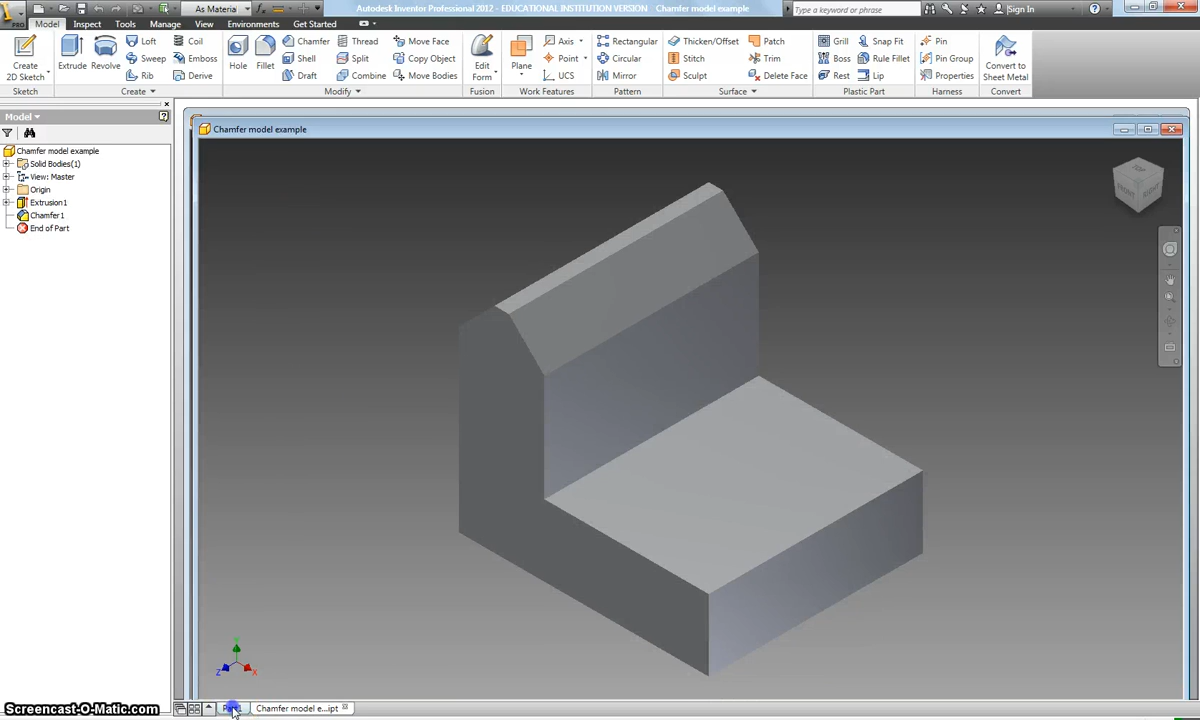 As Material
Autodesk Inventor Professional 2012 - EDUCATIONAL INSTITUTION VERSION Chamfer model example
Type a keyword or phrase
Sign In
PRO
Model Inspect Tools Manage View Environments Get Started
Create 2D Sketch
Extrude
Revolve
Loft
Sweep
Rib
Coil
Emboss
Derive
Hole
Fillet
Chamfer
Shell
Draft
Thread
Split
Combine
Move Face
Copy Object
Move Bodies
Edit Form
Plane
Axis
Point
UCS
Rectangular
Circular
Mirror
Thicken/Offset
Stitch
Sculpt
Patch
Trim
Delete Face
Grill
Boss
Rest
Snap Fit
Rule Fillet
Lip
Pin
Pin Group
Properties
Convert to Sheet Metal
Sketch Create Modify Fusion Work Features Pattern Surface Plastic Part Harness Convert
Model
Chamfer model example
Solid Bodies(1)
View: Master
Origin
Extrusion1
Chamfer1
End of Part
Chamfer model example
TOP
FRONT
RIGHT
Y
Z
X
Part1
Chamfer model e...ipt
Screencast-O-Matic.com